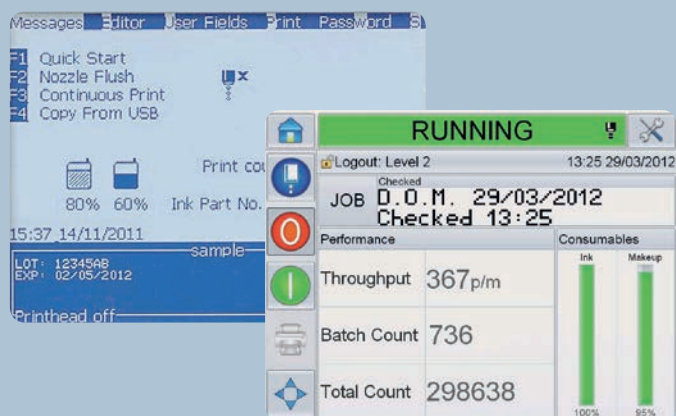 Messages Editor User Fields Print Password S
F1 Quick Start
F2 Nozzle Flush
F3 Continuous Print
F4 Copy From USB
Print cou
80% 60% Ink Part No.
15:37 14/11/2011
sample
LOT: 12345AB
EXP: 02/05/2012
Printhead off
RUNNING
Logout: Level 2 13:25 29/03/2012
Checked
JOB D.O.M. 29/03/2012
Checked 13:25
Performance Consumables
Ink Makeup
Throughput 367p/m
Batch Count 736
Total Count 298638
100% 95%